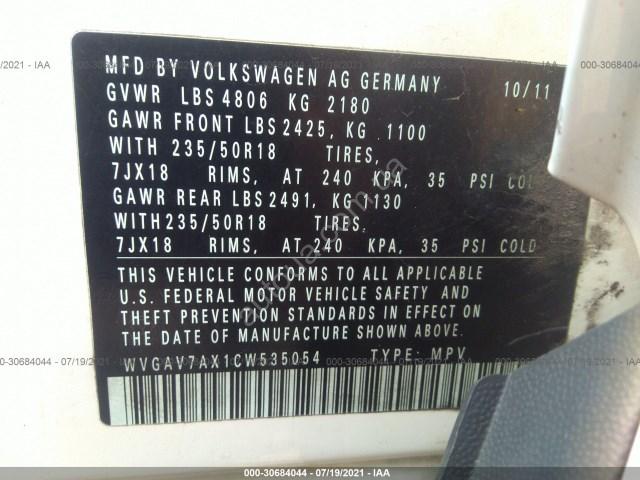 MFD BY VOLKSWAGEN AG GERMANY 10/11
GVWR LBS 4806 KG 2180
GAWR FRONT LBS 2425, KG 1100
WITH 235/50R18 TIRES,
7JX18 RIMS, AT 240 KPA, 35 PSI COLD
GAWR REAR LBS 2491, KG 1130
WITH 235/50R18 TIRES,
7JX18 RIMS, AT 240 KPA, 35 PSI COLD
THIS VEHICLE CONFORMS TO ALL APPLICABLE
U.S. FEDERAL MOTOR VEHICLE SAFETY AND
THEFT PREVENTION STANDARDS IN EFFECT ON
THE DATE OF MANUFACTURE SHOWN ABOVE.
WVGAV7AX1CW535054 TYPE: MPV
000-30684044 - 07/19/2021 - IAA